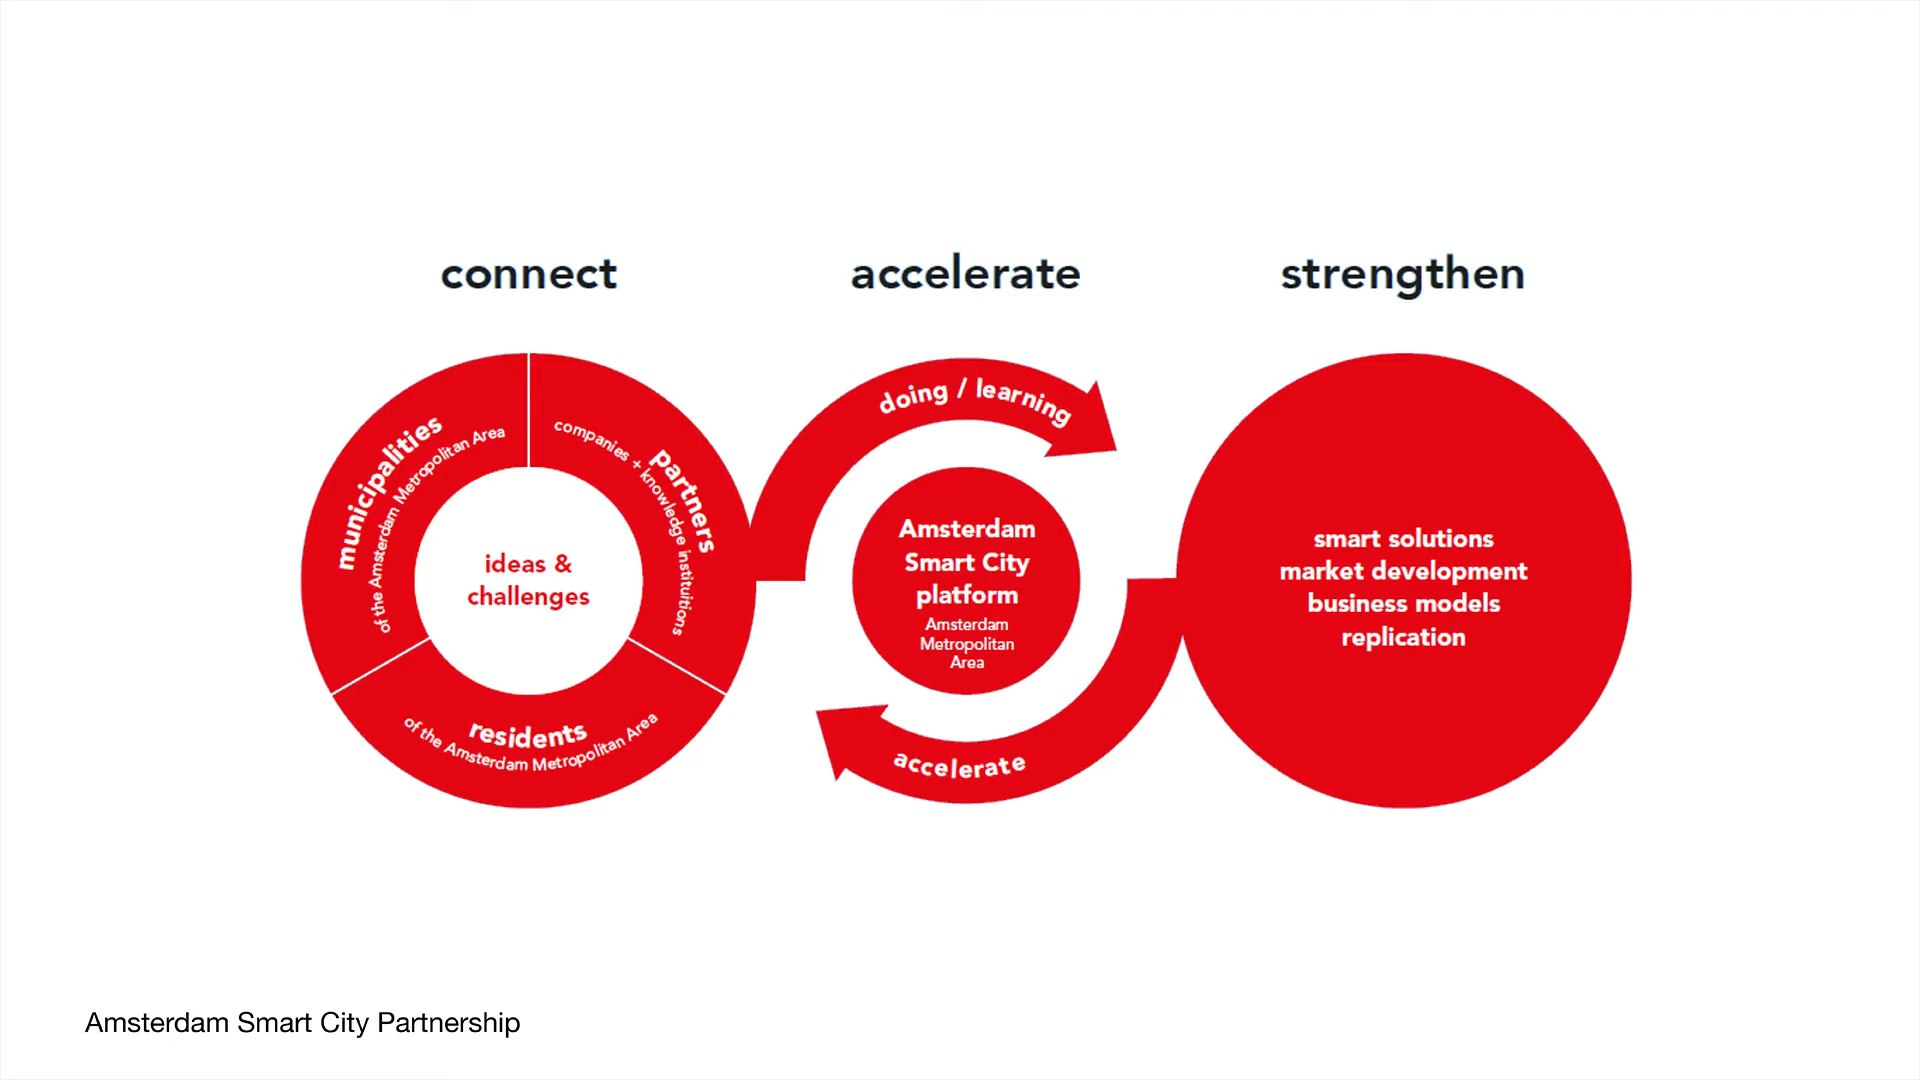 connect
accelerate
strengthen
municipalities
of the Amsterdam Metropolitan Area
partners
companies + knowledge instituitions
residents
of the Amsterdam Metropolitan Area
ideas &
challenges
doing / learning
Amsterdam
Smart City
platform
Amsterdam
Metropolitan
Area
accelerate
smart solutions
market development
business models
replication
Amsterdam Smart City Partnership